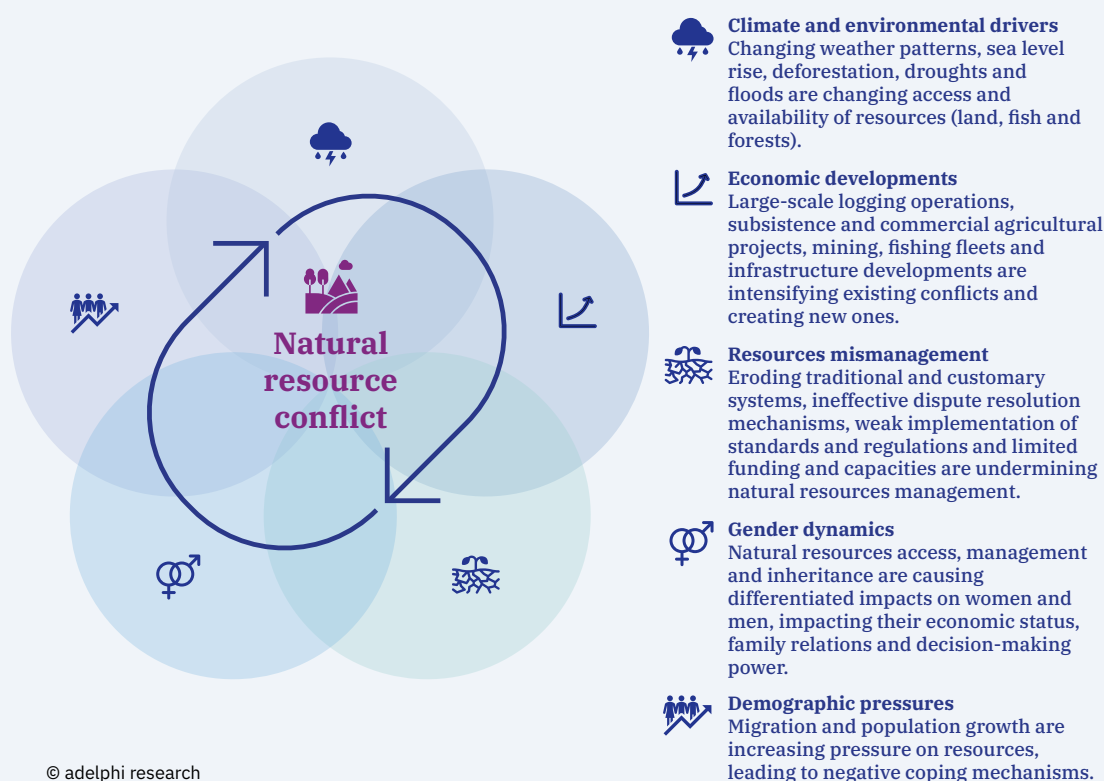 Natural
resource
conflict
Climate and environmental drivers
Changing weather patterns, sea level
rise, deforestation, droughts and
floods are changing access and
availability of resources (land, fish and
forests).
Economic developments
Large-scale logging operations,
subsistence and commercial agricultural
projects, mining, fishing fleets and
infrastructure developments are
intensifying existing conflicts and
creating new ones.
Resources mismanagement
Eroding traditional and customary
systems, ineffective dispute resolution
mechanisms, weak implementation of
standards and regulations and limited
funding and capacities are undermining
natural resources management.
Gender dynamics
Natural resources access, management
and inheritance are causing
differentiated impacts on women and
men, impacting their economic status,
family relations and decision-making
power.
Demographic pressures
Migration and population growth are
increasing pressure on resources,
leading to negative coping mechanisms.
© adelphi research